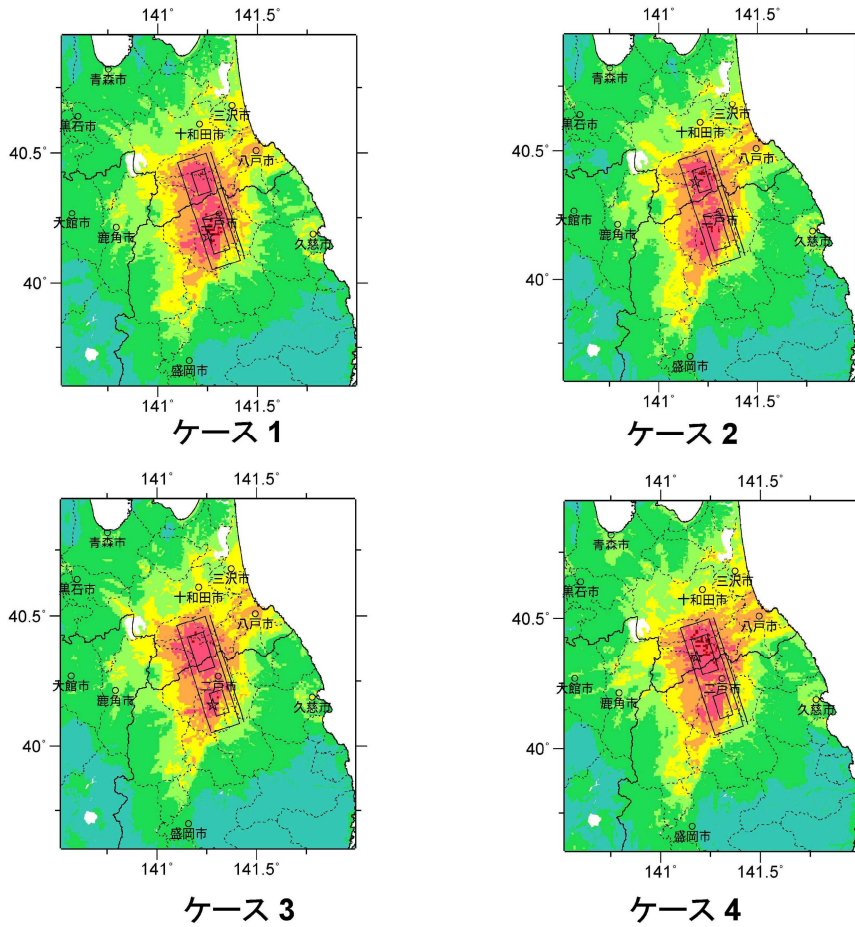 141˚ 141.5˚
青森市
三沢市
黒石市
十和田市
八戸市
40.5˚
二戸市
大館市
鹿角市
久慈市
40˚
盛岡市
141˚ 141.5˚
ケース 1
141˚ 141.5˚
青森市
三沢市
黒石市
十和田市
八戸市
40.5˚
二戸市
大館市
鹿角市
久慈市
40˚
盛岡市
141˚ 141.5˚
ケース 2
141˚ 141.5˚
青森市
三沢市
黒石市
十和田市
八戸市
40.5˚
二戸市
大館市
鹿角市
久慈市
40˚
盛岡市
141˚ 141.5˚
ケース 3
141˚ 141.5˚
青森市
三沢市
黒石市
十和田市
八戸市
40.5˚
二戸市
大館市
鹿角市
久慈市
40˚
盛岡市
141˚ 141.5˚
ケース 4